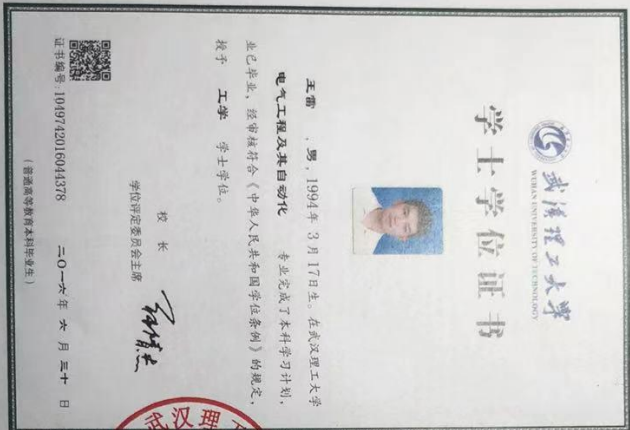 武漢理工大学
WUHAN UNIVERSITY OF TECHNOLOGY
学士学位证书
王雷 ，男，1994年 3月17日生。在武汉理工大学
电气工程及其自动化 专业完成了本科学习计划，
业已毕业，经审核符合《中华人民共和国学位条例》的规定，
授予 工学 学士学位。
校 长
学位评定委员会主席
证书编号：1049742016044378
二〇一六年 六 月 三十 日
（普通高等教育本科毕业生）
武汉理